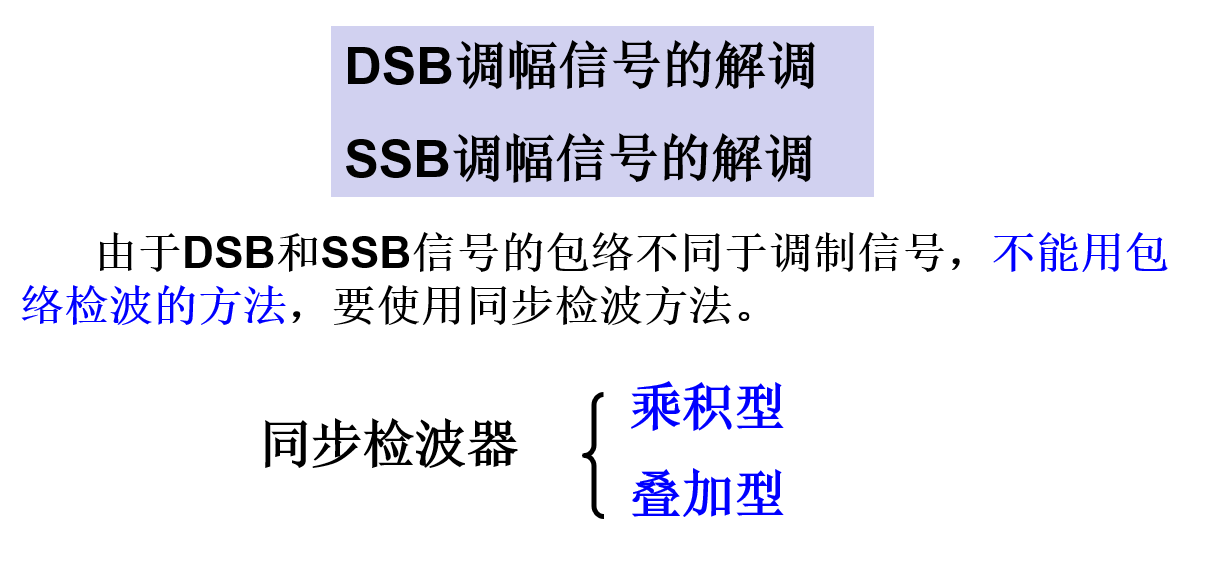 DSB调幅信号的解调
SSB调幅信号的解调
由于DSB和SSB信号的包络不同于调制信号，不能用包
络检波的方法，要使用同步检波方法。
同步检波器
乘积型
叠加型